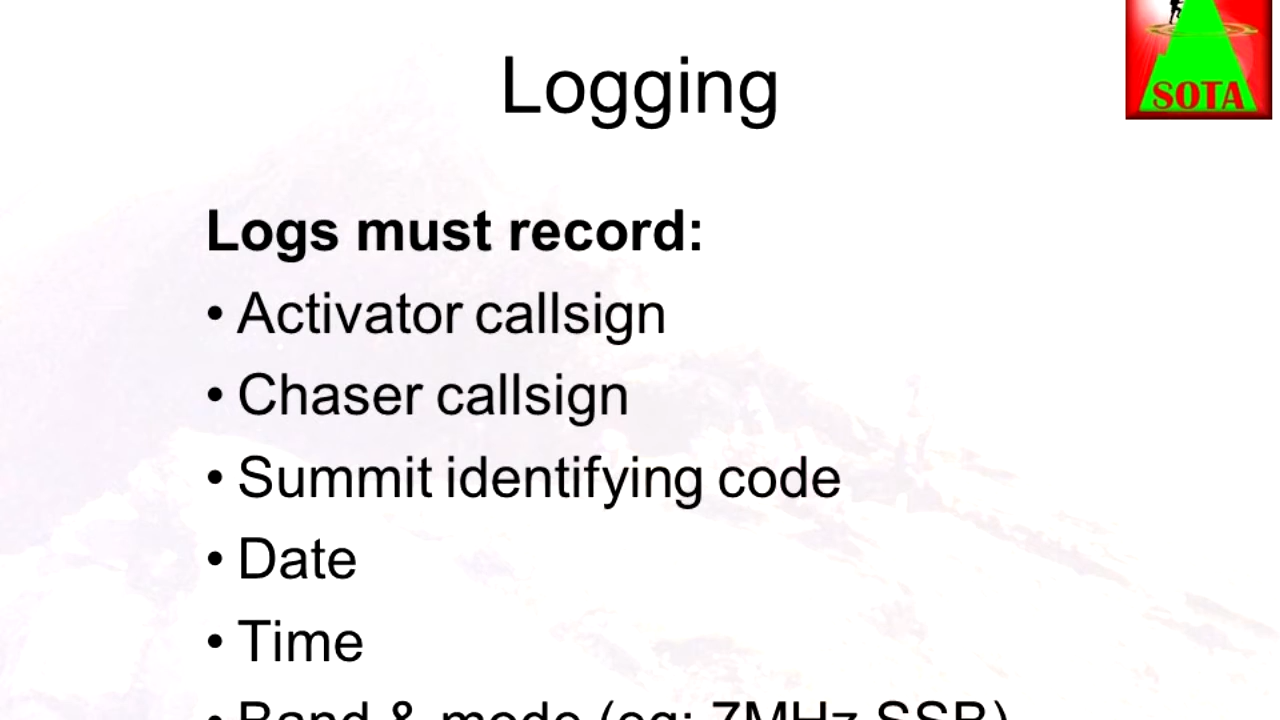 SOTA
Logging
Logs must record:
• Activator callsign
• Chaser callsign
• Summit identifying code
• Date
• Time
• Band & mode (eg: 7MHz SSB)